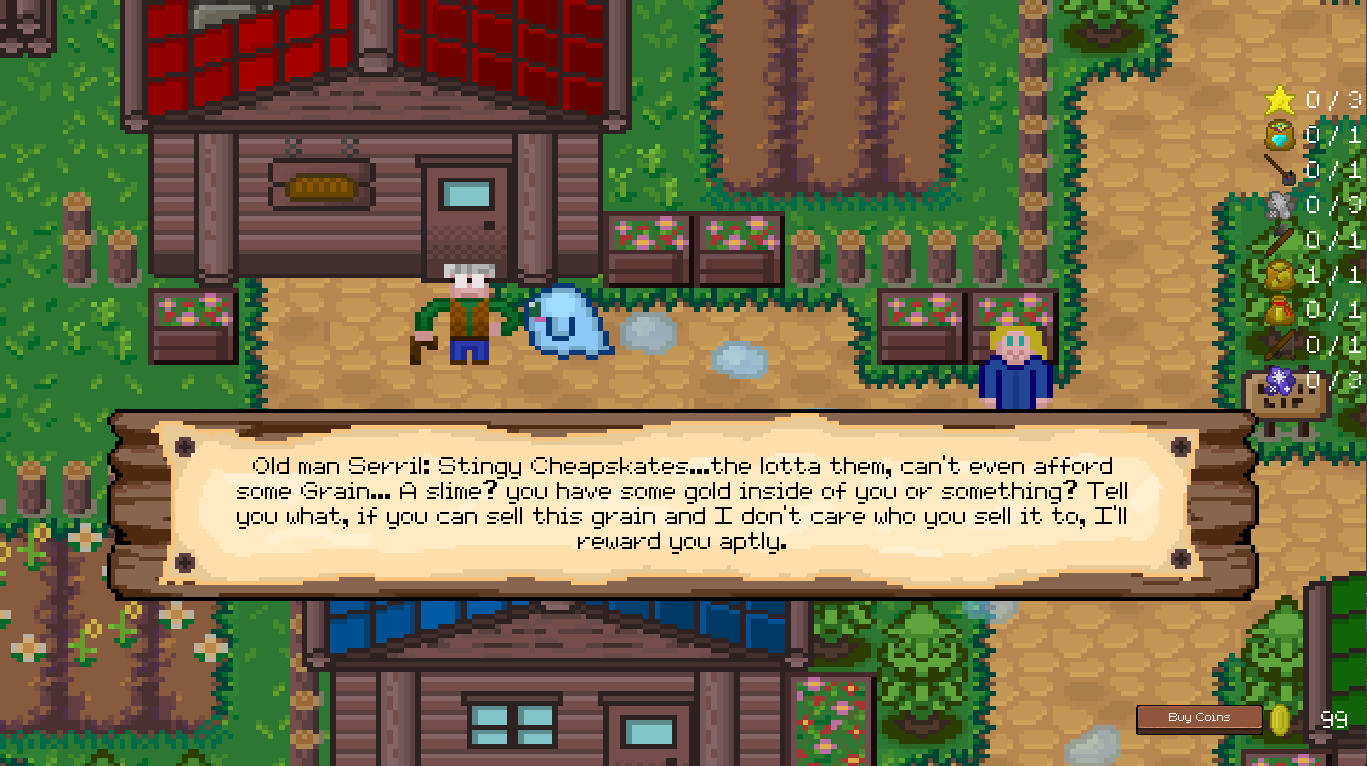 0 / 3
0 / 1
0 / 1
0 / 3
0 / 1
1 / 1
0 / 1
0 / 1
0 / 3
Old man Serril: Stingy Cheapskates...the lotta them, can't even afford
some Grain... A slime? you have some gold inside of you or something? Tell
you what, if you can sell this grain and I don't care who you sell it to, I'll
reward you aptly.
Buy Coins
99